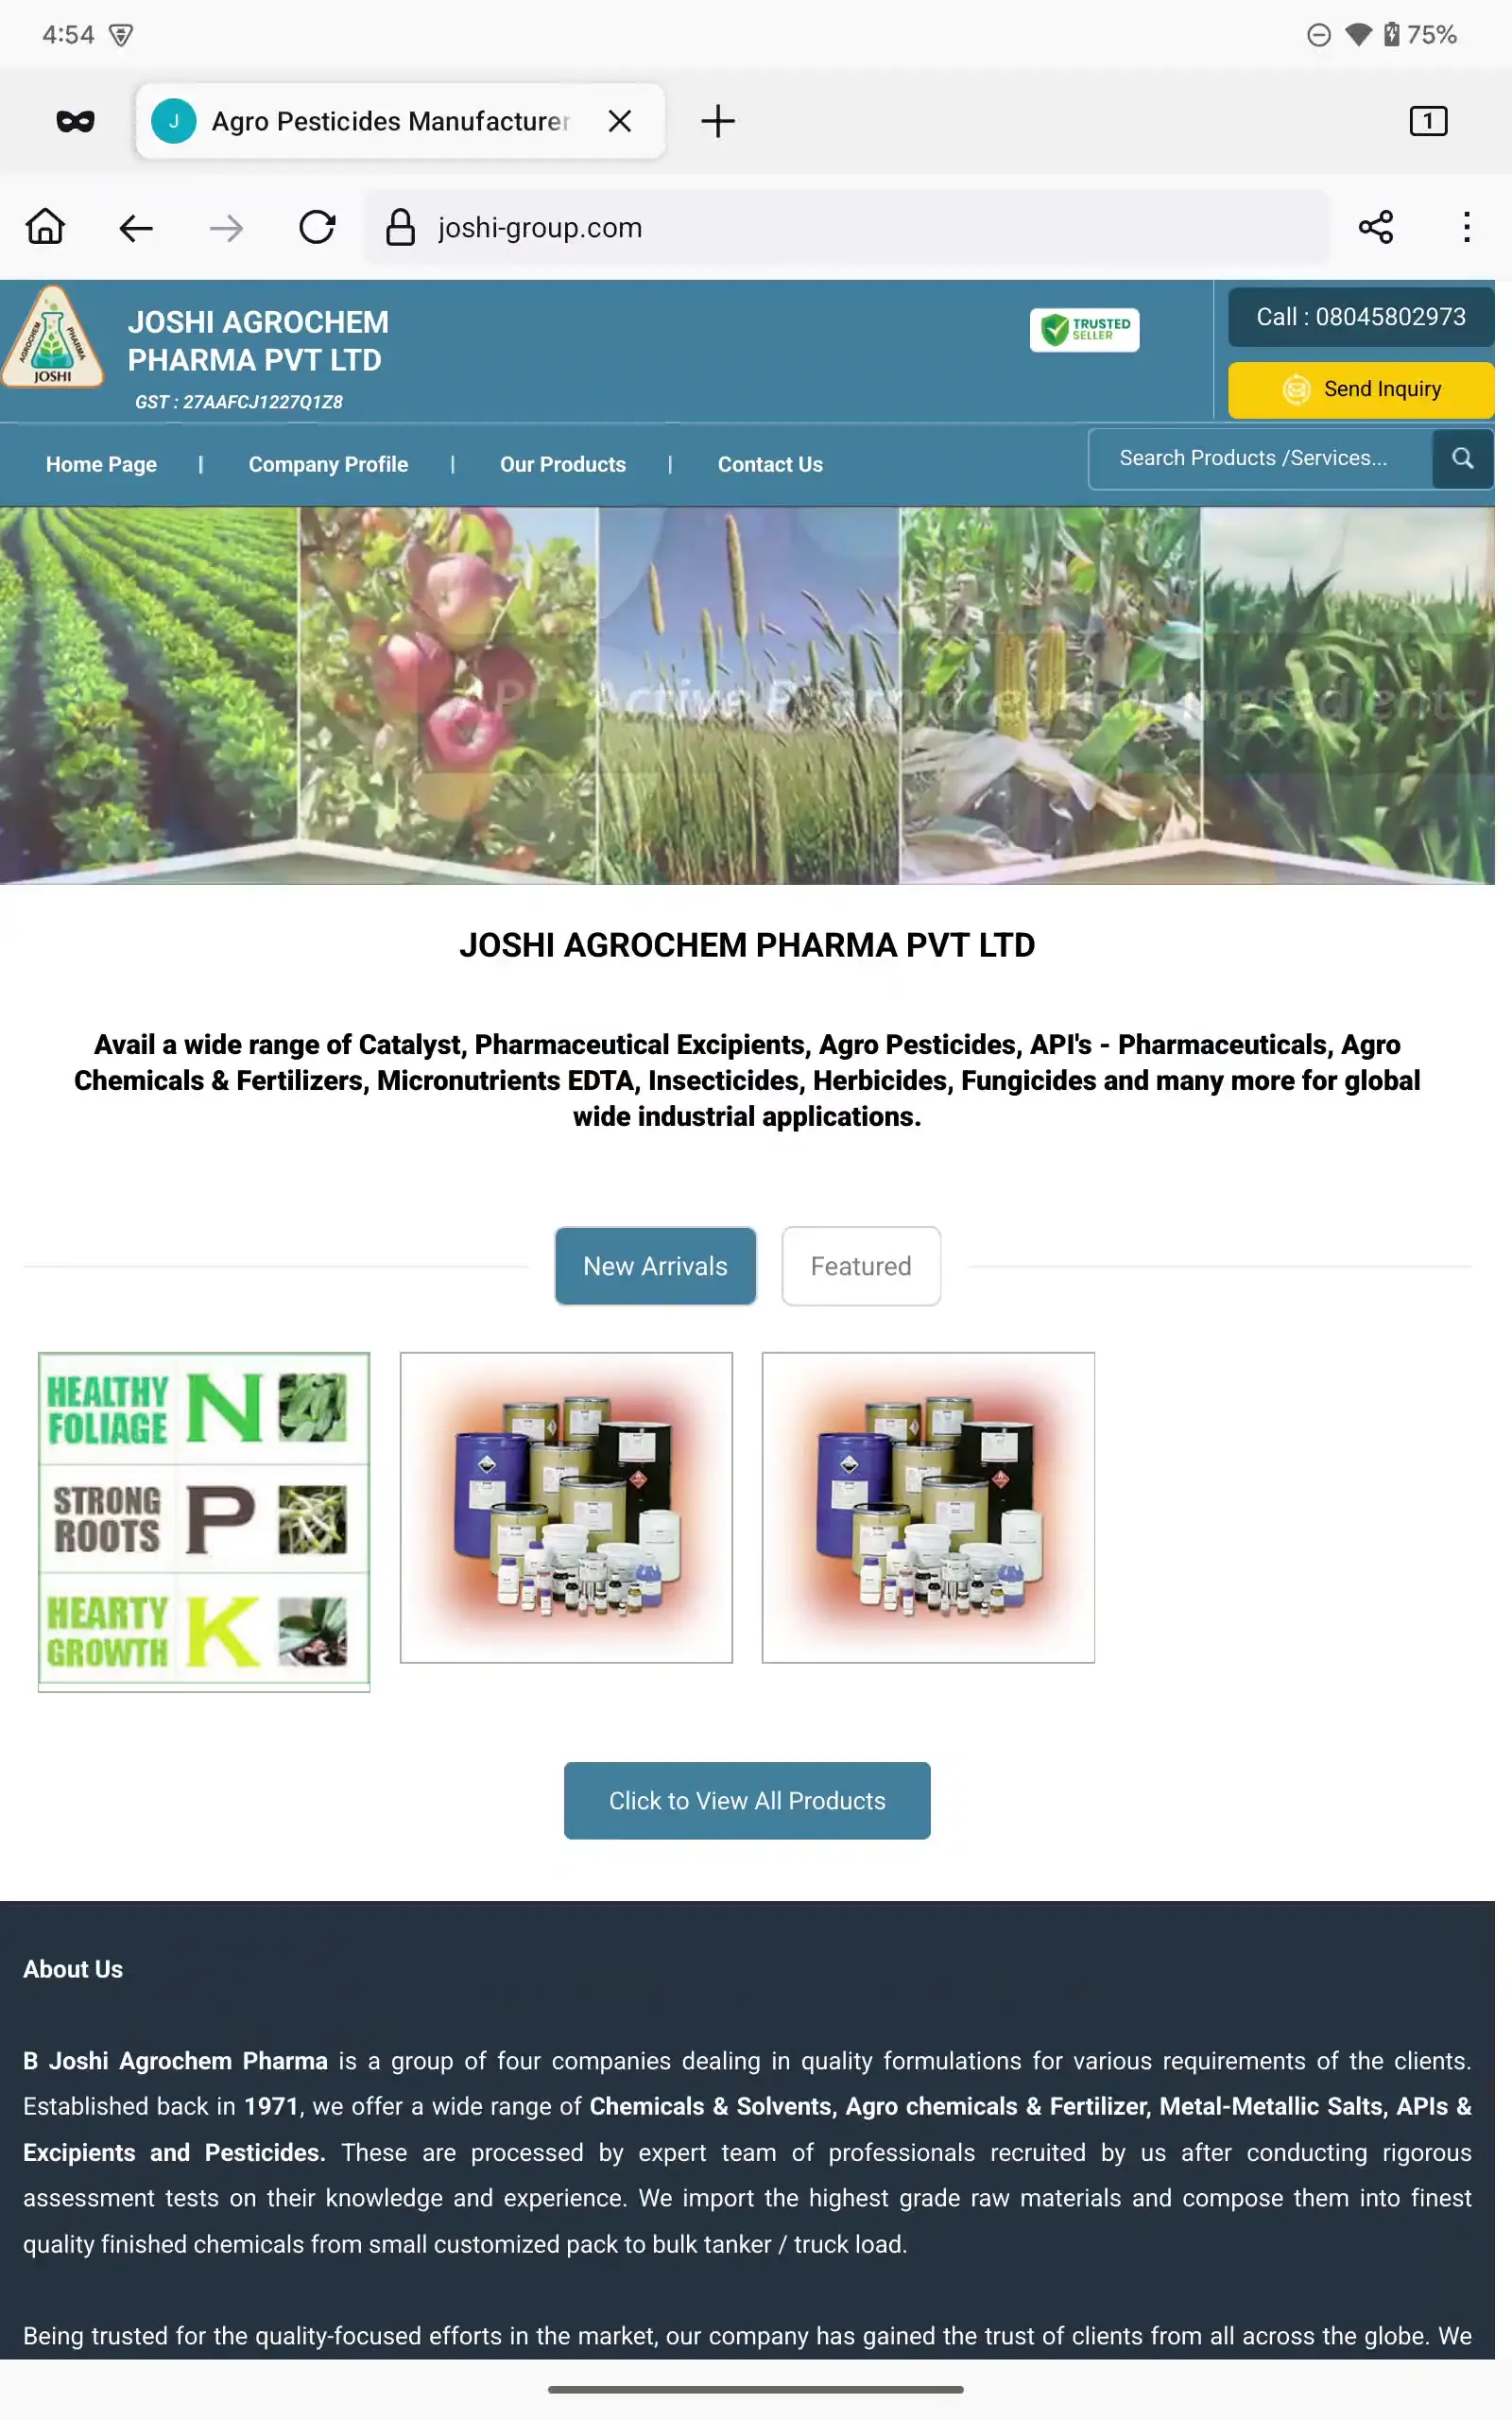 4:54
75%
J
Agro Pesticides Manufacturer
1
joshi-group.com
AGROCHEM
PHARMA
JOSHI
JOSHI AGROCHEM
PHARMA PVT LTD
GST : 27AAFCJ1227Q1Z8
TRUSTED
SELLER
Call : 08045802973
Send Inquiry
Home Page | Company Profile | Our Products | Contact Us
Search Products /Services...
Active Pharmaceutical Ingredients
JOSHI AGROCHEM PHARMA PVT LTD
Avail a wide range of Catalyst, Pharmaceutical Excipients, Agro Pesticides, API's - Pharmaceuticals, Agro
Chemicals & Fertilizers, Micronutrients EDTA, Insecticides, Herbicides, Fungicides and many more for global
wide industrial applications.
New Arrivals
Featured
HEALTHY
FOLIAGE
N
STRONG
ROOTS
P
HEARTY
GROWTH
K
Click to View All Products
About Us
B Joshi Agrochem Pharma is a group of four companies dealing in quality formulations for various requirements of the clients.
Established back in 1971, we offer a wide range of Chemicals & Solvents, Agro chemicals & Fertilizer, Metal-Metallic Salts, APIs &
Excipients and Pesticides. These are processed by expert team of professionals recruited by us after conducting rigorous
assessment tests on their knowledge and experience. We import the highest grade raw materials and compose them into finest
quality finished chemicals from small customized pack to bulk tanker / truck load.
Being trusted for the quality-focused efforts in the market, our company has gained the trust of clients from all across the globe. We